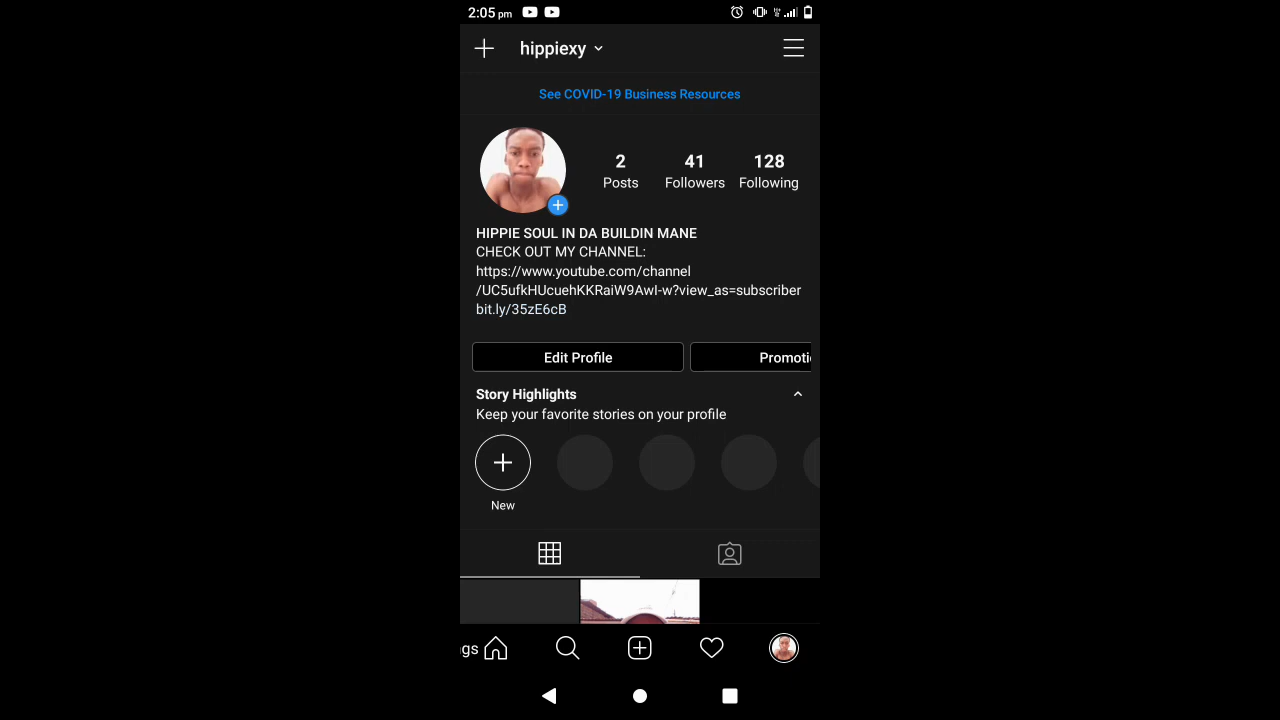 2:05 pm
hippiexy
See COVID-19 Business Resources
2 41 128
Posts Followers Following
HIPPIE SOUL IN DA BUILDIN MANE
CHECK OUT MY CHANNEL:
https://www.youtube.com/channel
/UC5ufkHUcuehKKRaiW9AwI-w?view_as=subscriber
bit.ly/35zE6cB
Edit Profile Promoti
Story Highlights
Keep your favorite stories on your profile
New
gs